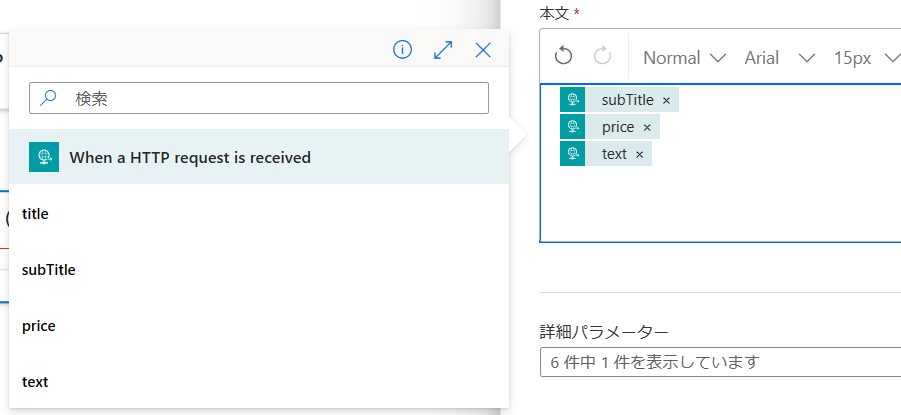 検索
When a HTTP request is received
title
subTitle
price
text
本文 *
Normal Arial 15px
subTitle ×
price ×
text ×
詳細パラメーター
6 件中 1 件を表示しています